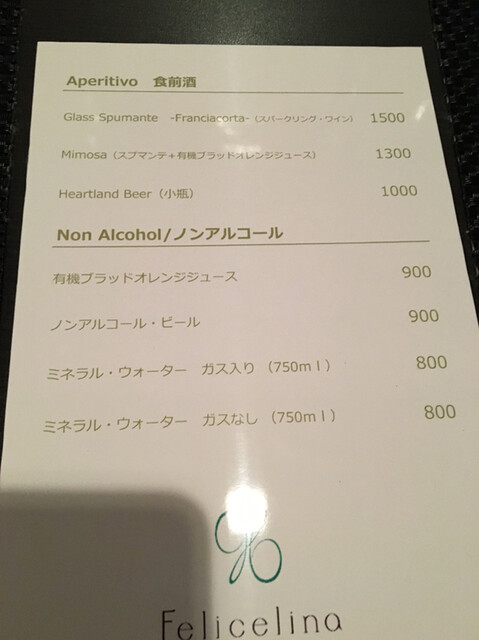 Aperitivo 食前酒
Glass Spumante -Franciacorta-（スパークリング・ワイン） 1500
Mimosa（スプマンテ＋有機ブラッドオレンジジュース） 1300
Heartland Beer（小瓶） 1000
Non Alcohol/ノンアルコール
有機ブラッドオレンジジュース 900
ノンアルコール・ビール 900
ミネラル・ウォーター ガス入り （750ｍｌ） 800
ミネラル・ウォーター ガスなし （750ｍｌ） 800
Felicelina